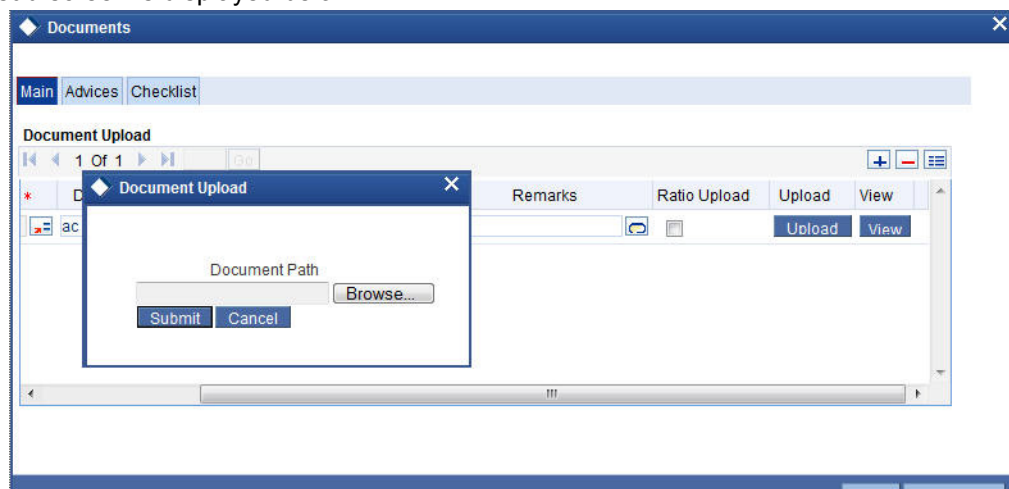 Documents
Main Advices Checklist
Document Upload
1 Of 1 Go
* D Remarks Ratio Upload Upload View
ac Upload View
Document Upload
Document Path
Browse...
Submit Cancel